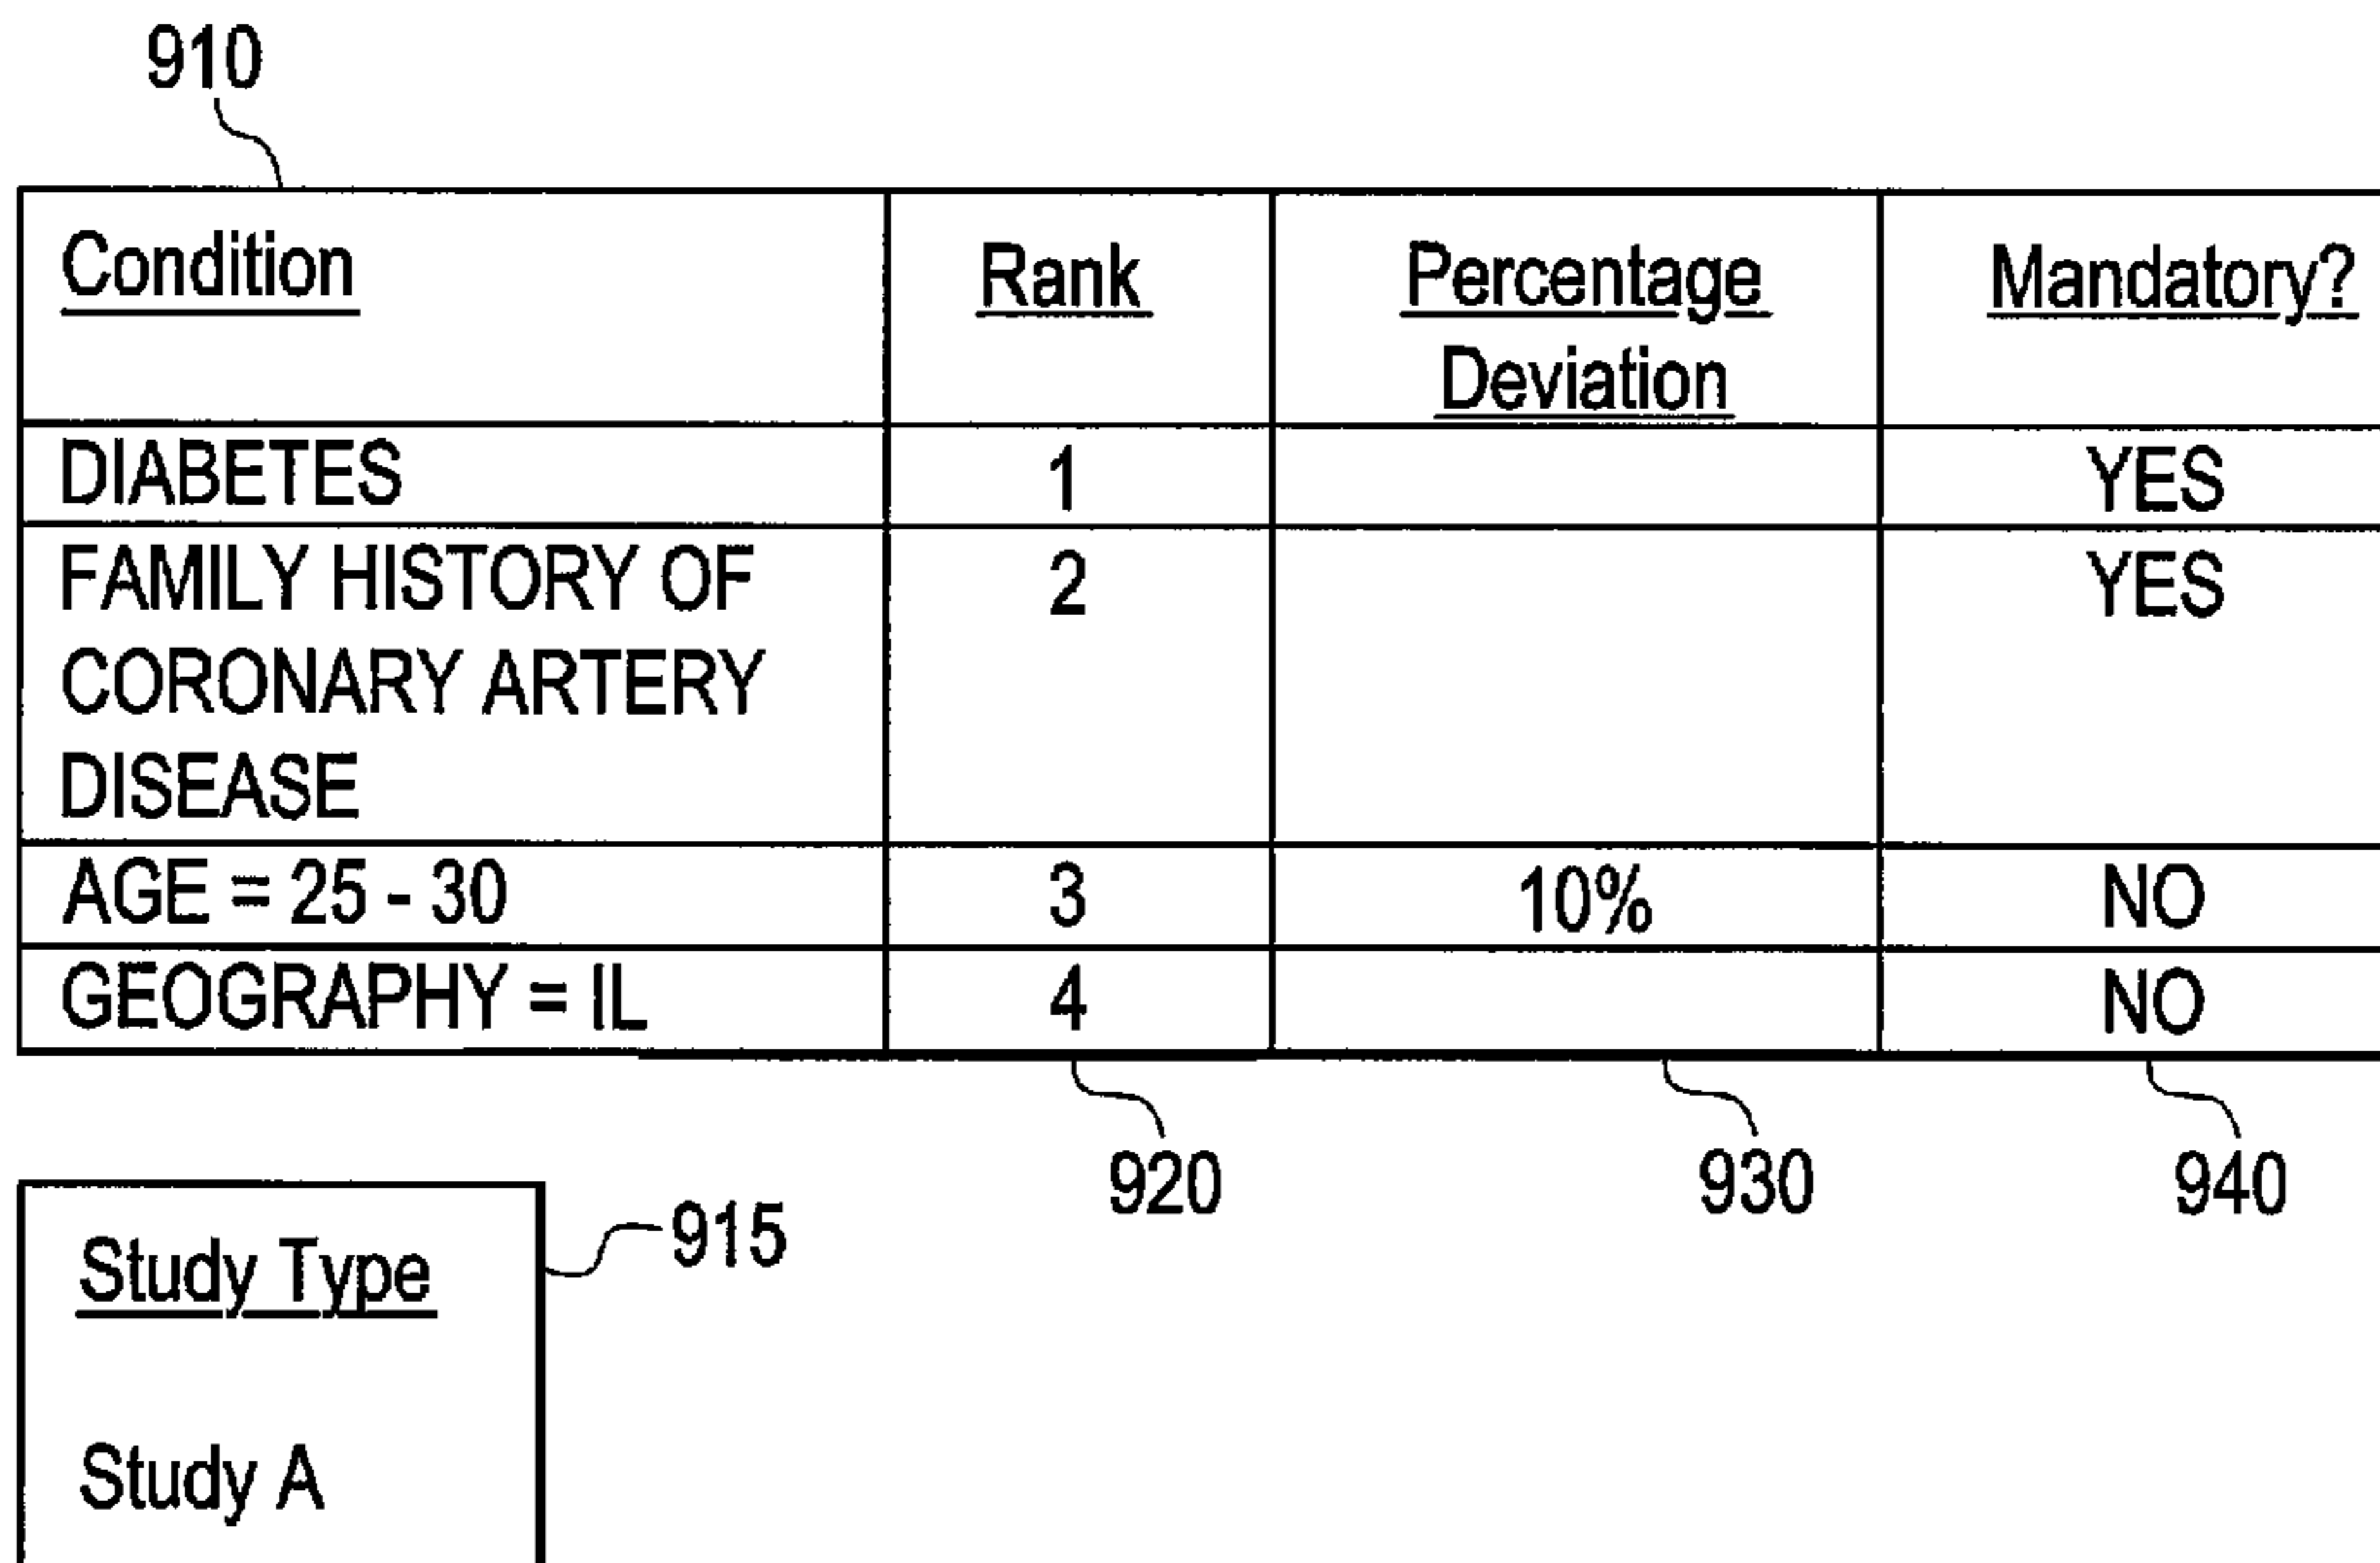 910
Condition Rank Percentage Mandatory?
Deviation
DIABETES 1 YES
FAMILY HISTORY OF 2 YES
CORONARY ARTERY
DISEASE
AGE = 25 - 30 3 10% NO
GEOGRAPHY = IL 4 NO
920 930 940
915
Study Type
Study A